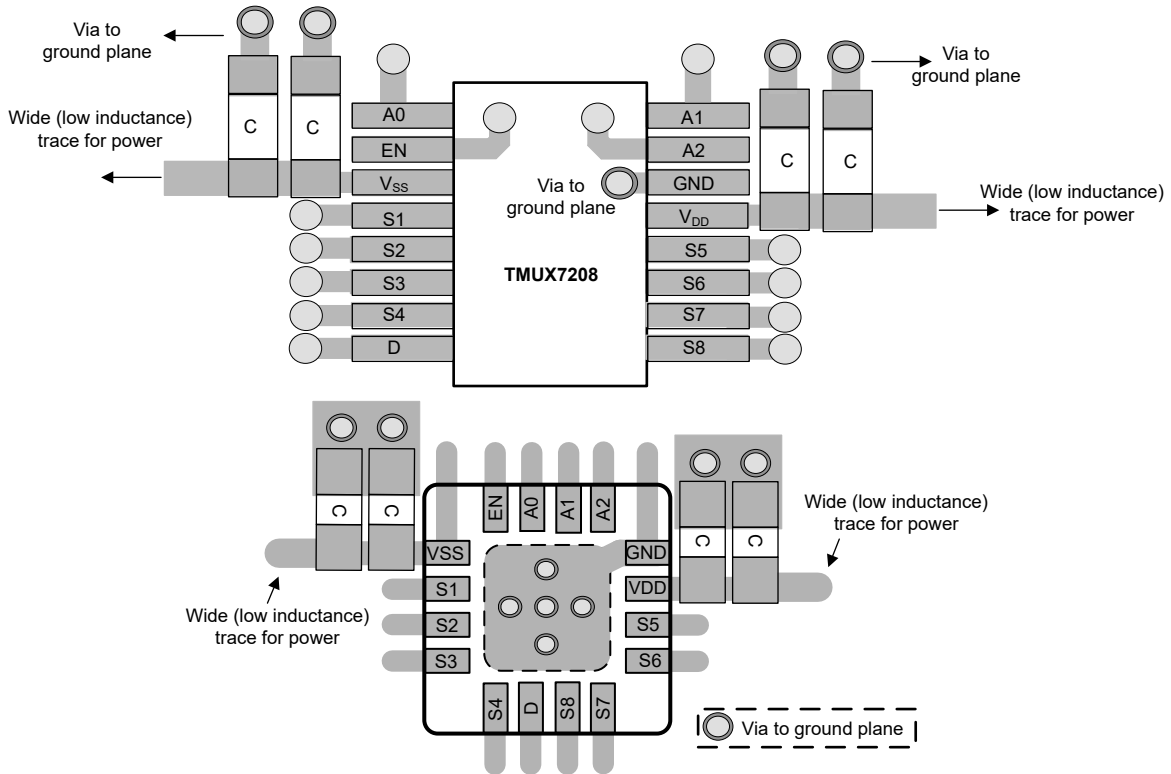 Via to
ground plane
Wide (low inductance)
trace for power
C
C
A0
EN
VSS
S1
S2
S3
S4
D
Via to
ground plane
TMUX7208
A1
A2
GND
VDD
S5
S6
S7
S8
C
C
Via to
ground plane
Wide (low inductance)
trace for power
C
C
Wide (low inductance)
trace for power
EN
A0
A1
A2
VSS
S1
S2
S3
GND
VDD
S5
S6
S4
D
S8
S7
C
C
Wide (low inductance)
trace for power
Via to ground plane